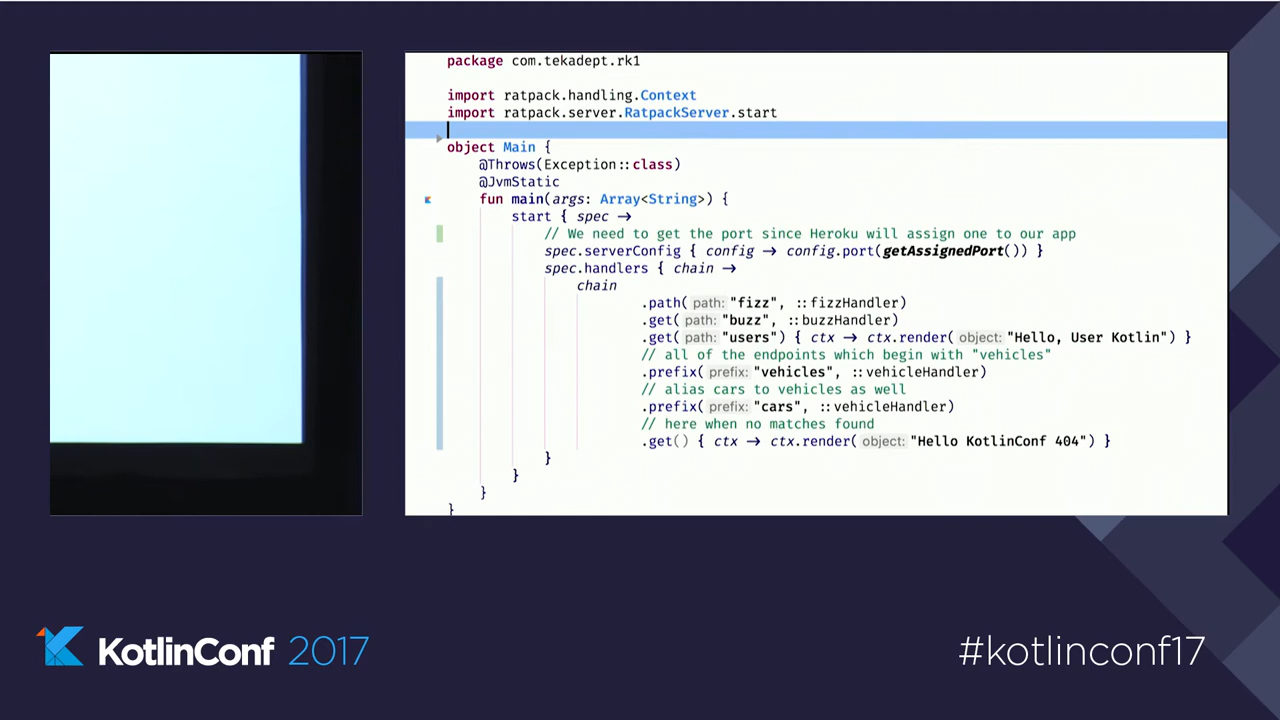 package com.tekadept.rk1
import ratpack.handling.Context
import ratpack.server.RatpackServer.start
object Main {
@Throws(Exception::class)
@JvmStatic
fun main(args: Array<String>) {
start { spec →
// We need to get the port since Heroku will assign one to our app
spec.serverConfig { config → config.port(getAssignedPort()) }
spec.handlers { chain →
chain
.path( path: "fizz", ::fizzHandler)
.get( path: "buzz", ::buzzHandler)
.get( path: "users") { ctx → ctx.render( object: "Hello, User Kotlin") }
// all of the endpoints which begin with "vehicles"
.prefix( prefix: "vehicles", ::vehicleHandler)
// alias cars to vehicles as well
.prefix( prefix: "cars", ::vehicleHandler)
// here when no matches found
.get() { ctx → ctx.render( object: "Hello KotlinConf 404") }
}
}
}
}
KotlinConf 2017
#kotlinconf17